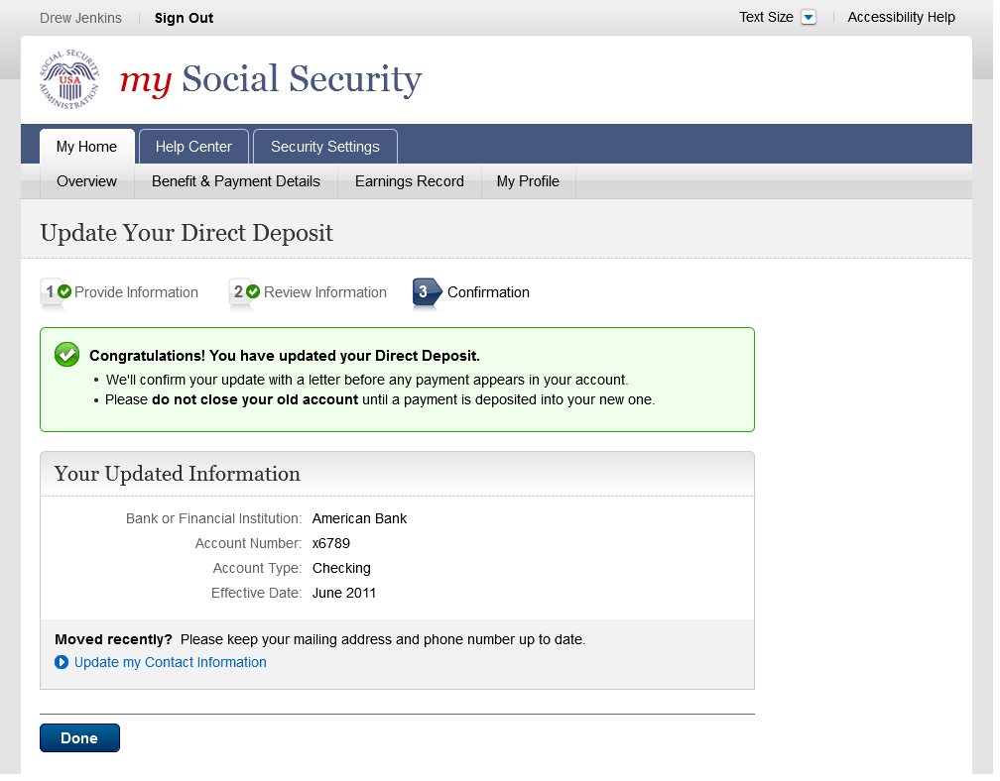 Drew Jenkins Sign Out Text Size Accessibility Help
SOCIAL SECURITY ADMINISTRATION
USA
my Social Security
My Home Help Center Security Settings
Overview Benefit & Payment Details Earnings Record My Profile
Update Your Direct Deposit
1 Provide Information 2 Review Information 3 Confirmation
Congratulations! You have updated your Direct Deposit.
• We'll confirm your update with a letter before any payment appears in your account.
• Please do not close your old account until a payment is deposited into your new one.
Your Updated Information
Bank or Financial Institution: American Bank
Account Number: x6789
Account Type: Checking
Effective Date: June 2011
Moved recently? Please keep your mailing address and phone number up to date.
Update my Contact Information
Done